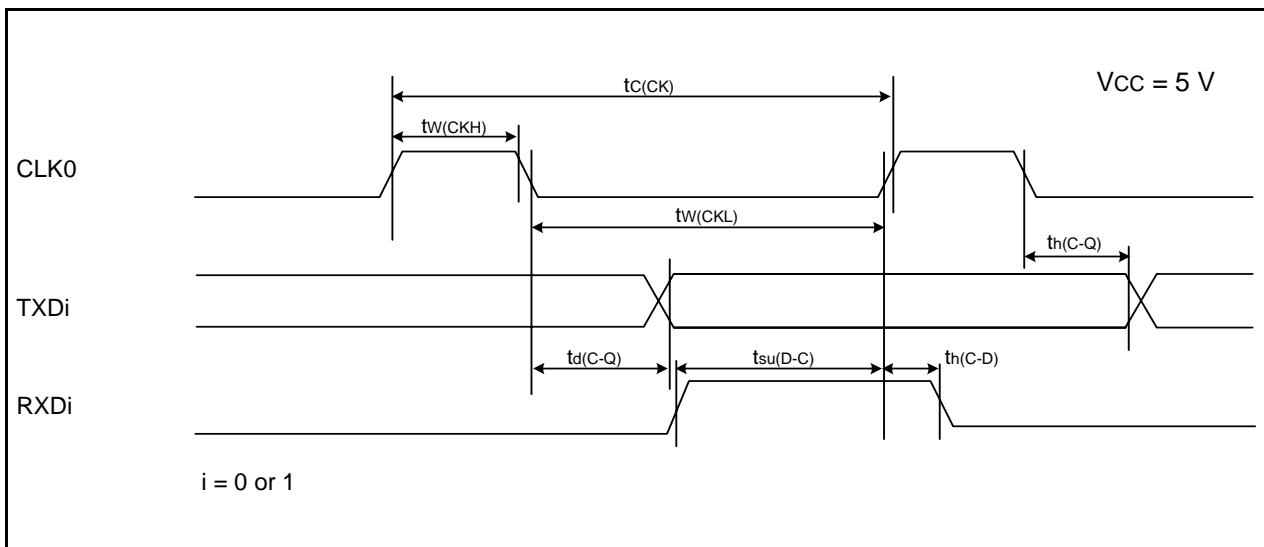 VCC = 5 V
tC(CK)
tW(CKH)
CLK0
tW(CKL)
th(C-Q)
TXDi
td(C-Q)
tsu(D-C)
th(C-D)
RXDi
i = 0 or 1